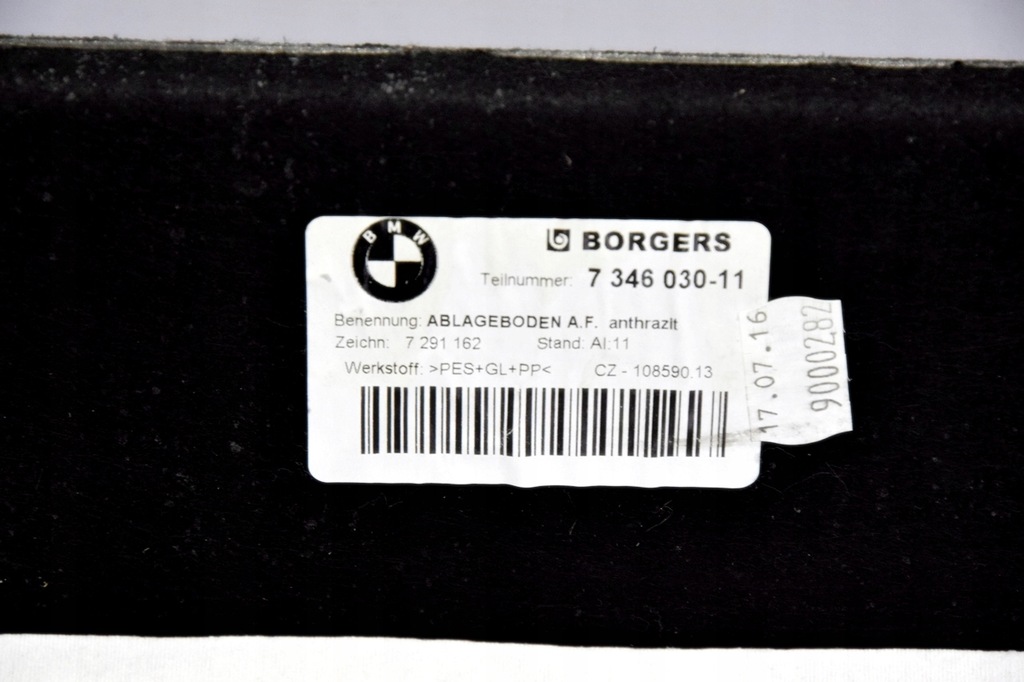 BMW
BORGERS
Teilnummer: 7 346 030-11
Benennung: ABLAGEBODEN A.F. anthrazit
Zeichn: 7 291 162 Stand: AI:11
Werkstoff: >PES+GL+PP< CZ - 108590.13
17.07.16
9000282